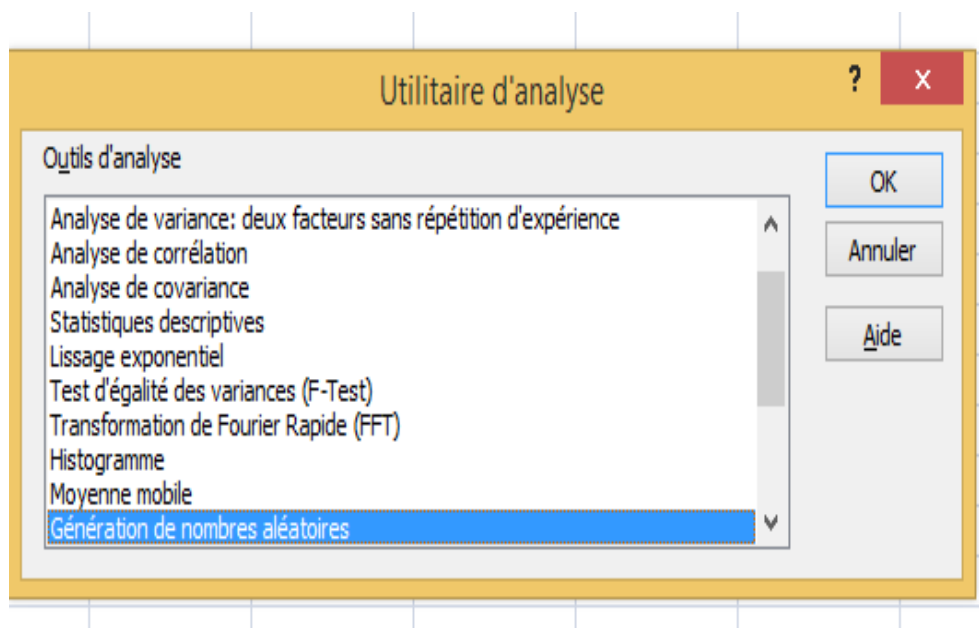 Utilitaire d'analyse
?
x
Outils d'analyse
Analyse de variance: deux facteurs sans répétition d'expérience
Analyse de corrélation
Analyse de covariance
Statistiques descriptives
Lissage exponentiel
Test d'égalité des variances (F-Test)
Transformation de Fourier Rapide (FFT)
Histogramme
Moyenne mobile
Génération de nombres aléatoires
OK
Annuler
Aide